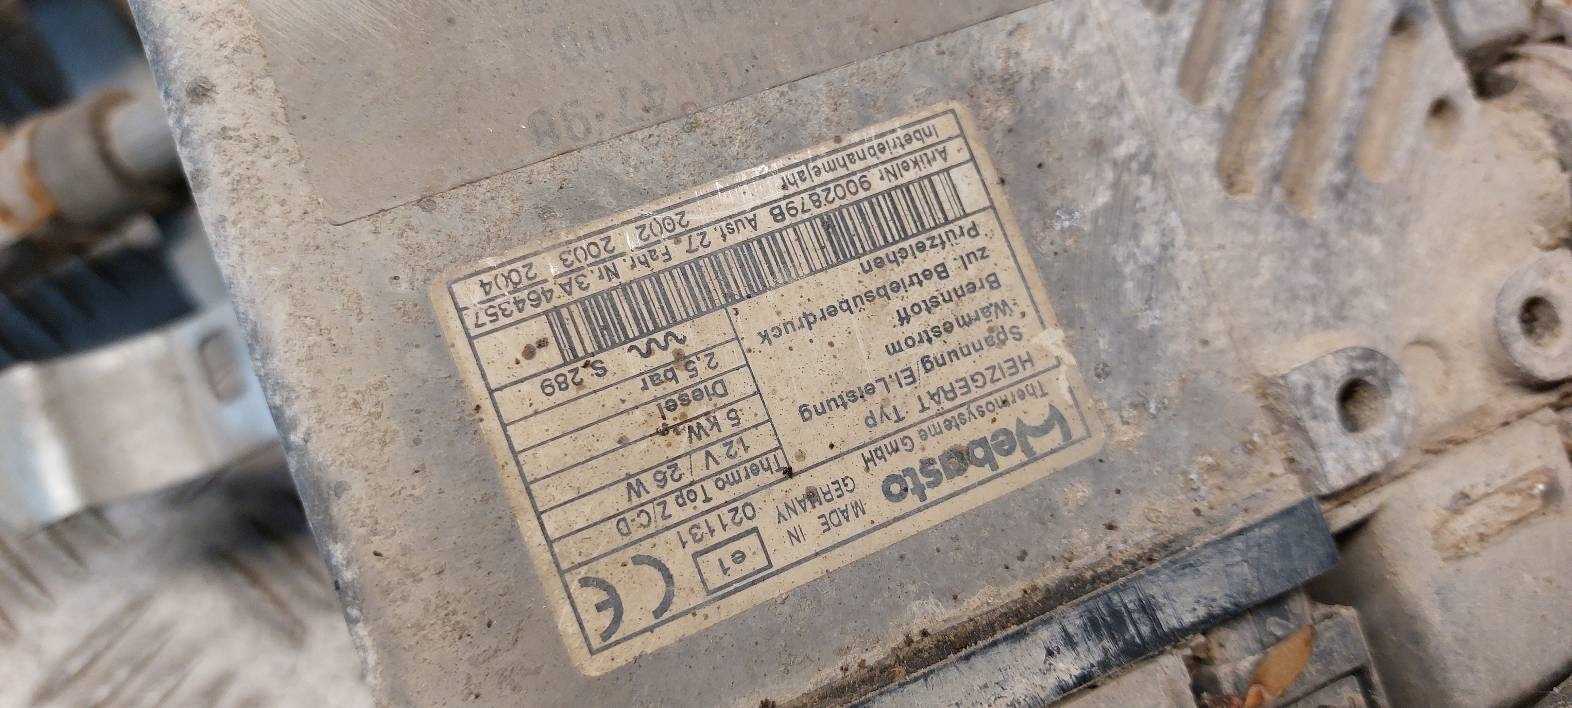 Webasto
Thermosysteme GmbH
MADE IN
GERMANY
e1
021131
CE
HEIZGERÄT Typ Thermo Top Z/C-D
Spannung/El.Leistung 12 V / 26 W
Wärmestrom 5 kW
Brennstoff Diesel
zul. Betriebsüberdruck 2,5 bar
Prüfzeichen S 289
ArtikelNr 9002879B Ausf. 27 Fabr. Nr. 3A464357
Inbetriebnahmejahr 2002 2003 2004